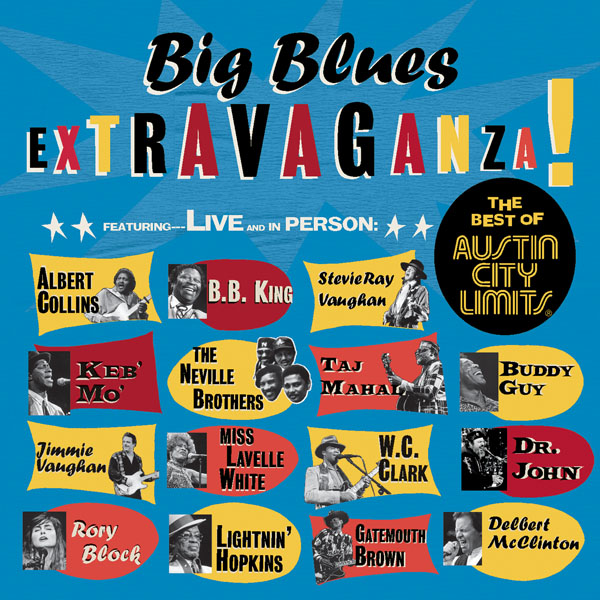 Big Blues
EXTRAVAGANZA!
FEATURING---LIVE AND IN PERSON:
THE
BEST OF
AUSTIN
CITY
LIMITS®
ALBERT
COLLINS
B.B. KING
Stevie Ray
Vaughan
KEB'
MO'
THE
NEVILLE
BROTHERS
TAJ
MAHAL
BUDDY
GUY
Jimmie
Vaughan
MISS
LAVELLE
WHITE
W.C.
CLARK
DR.
JOHN
Rory
Block
LIGHTNIN'
HOPKINS
GATEMOUTH
BROWN
Delbert
McClinton